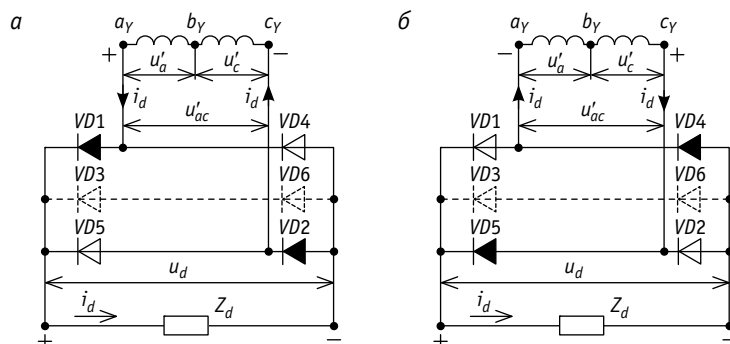 а
a_Y b_Y c_Y
+ −
u'_a u'_c
i_d i_d
u'_ac
VD1 VD4
VD3 VD6
VD5 VD2
u_d
i_d Z_d
+ −
б
a_Y b_Y c_Y
− +
u'_a u'_c
i_d i_d
u'_ac
VD1 VD4
VD3 VD6
VD5 VD2
u_d
i_d Z_d
+ −